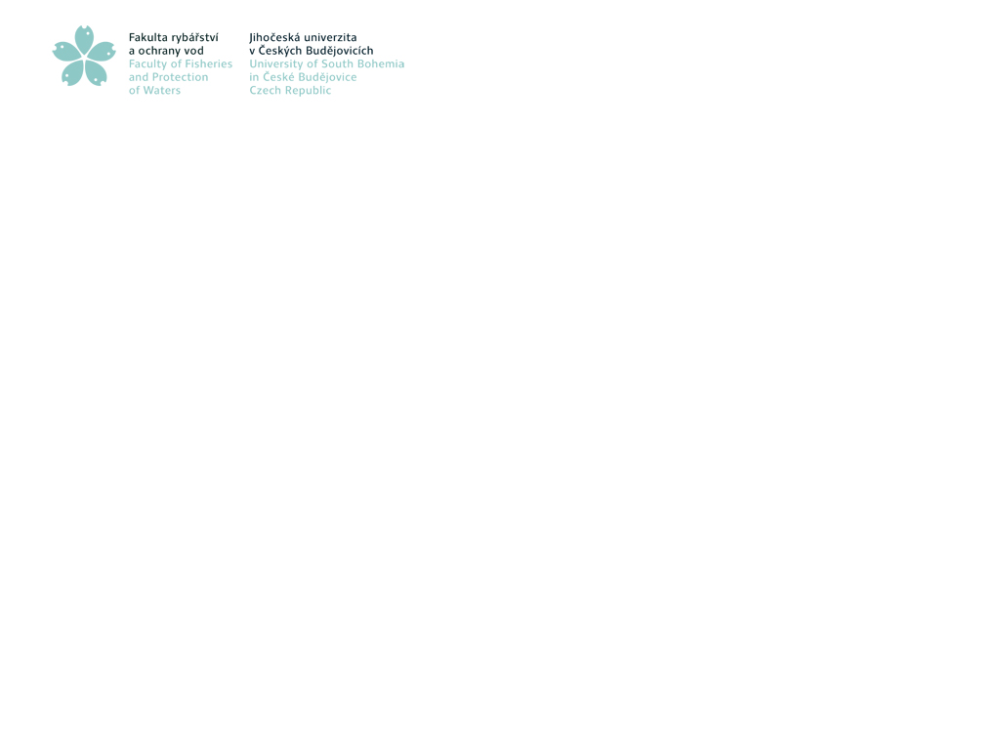 Fakulta rybářství
a ochrany vod
Faculty of Fisheries
and Protection
of Waters
Jihočeská univerzita
v Českých Budějovicích
University of South Bohemia
in České Budějovice
Czech Republic